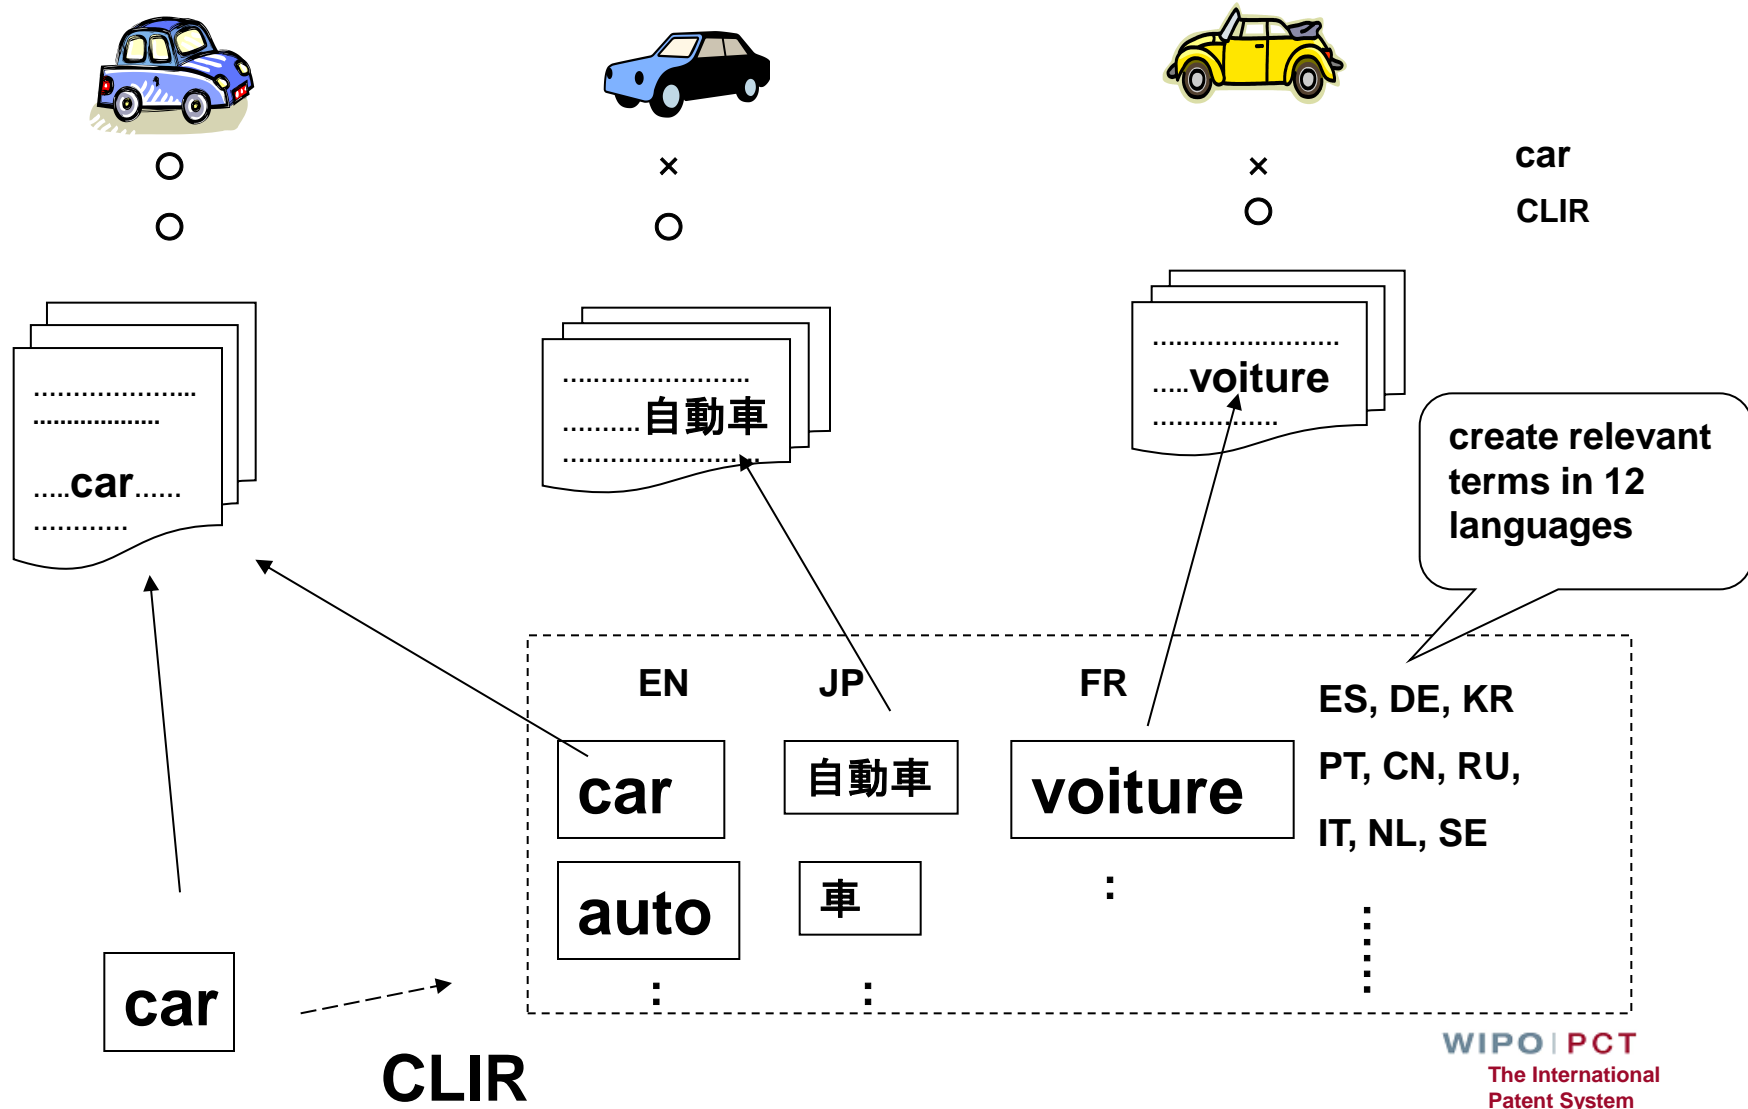 ○ × × car
○ ○ ○ CLIR
.....................
...................
.....car......
............
........................
..........自動車
.........................
........................
.....voiture
................
create relevant
terms in 12
languages
EN JP FR
ES, DE, KR
PT, CN, RU,
IT, NL, SE
car 自動車 voiture
auto 車 :
: : ⋮
car
CLIR
WIPO | PCT
The International
Patent System